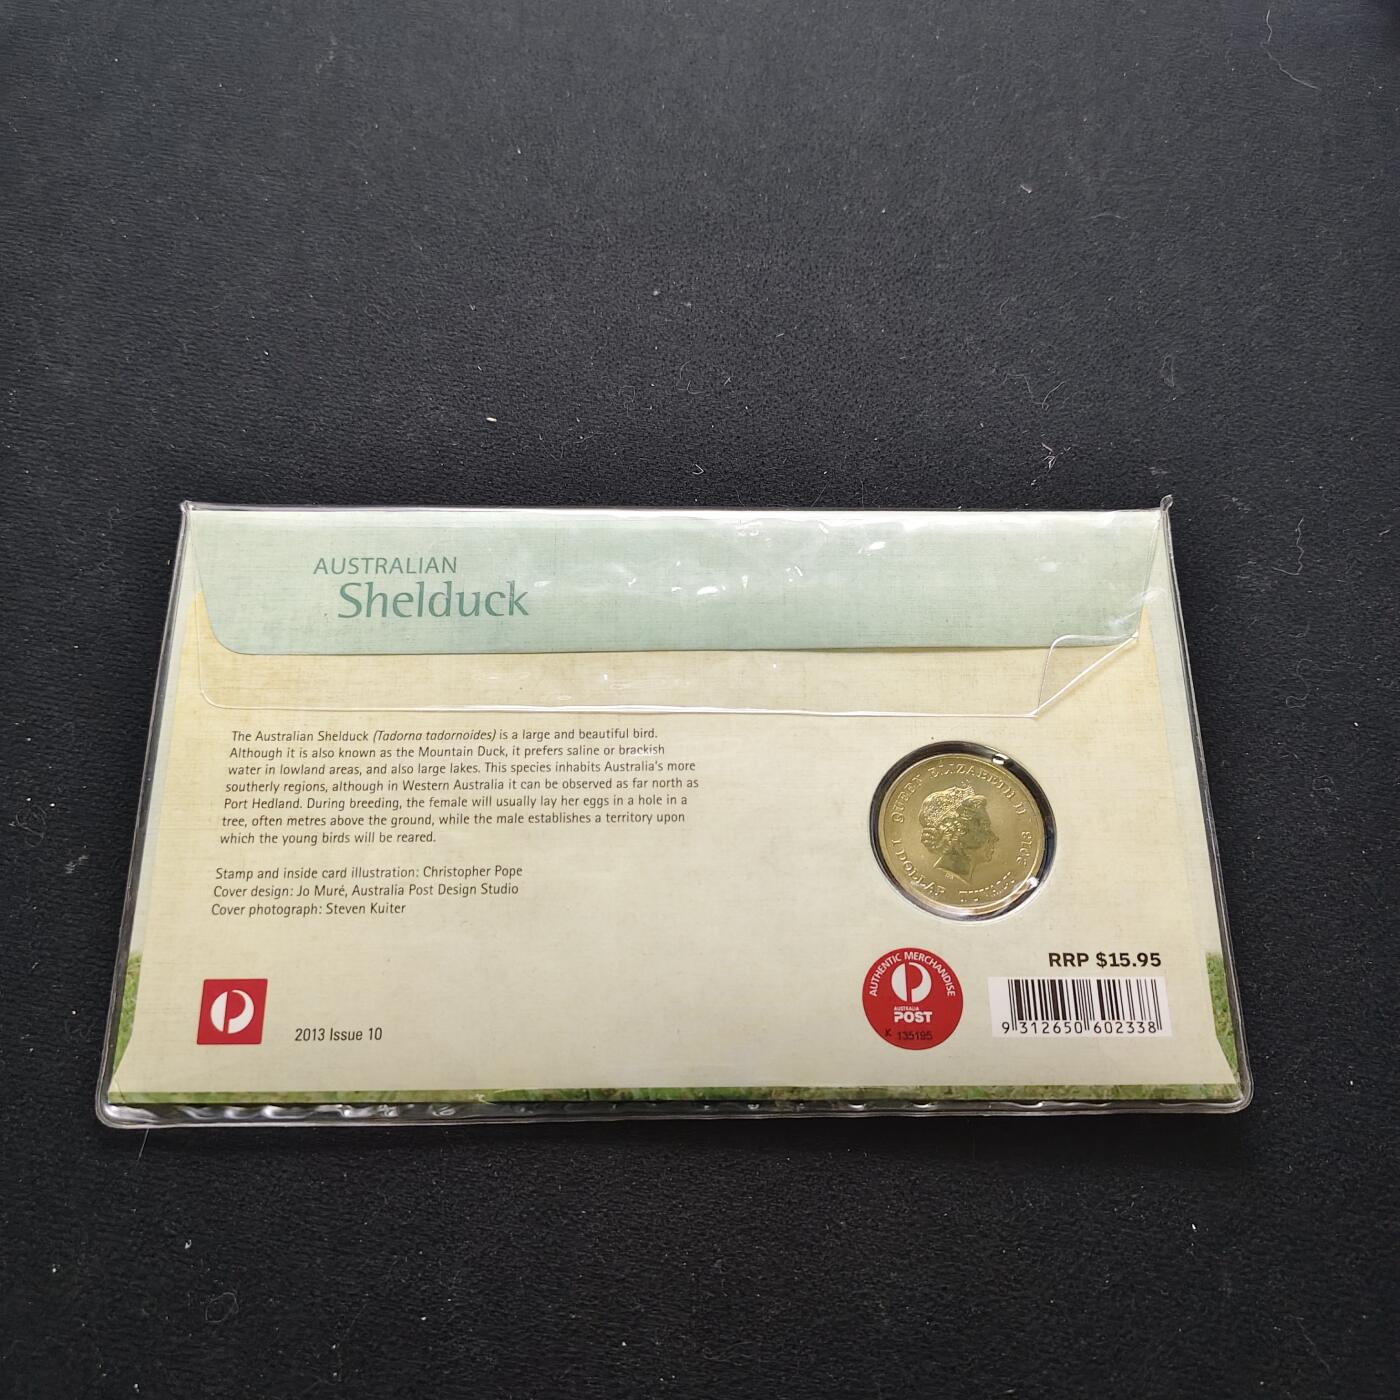 AUSTRALIAN
Shelduck
The Australian Shelduck (Tadorna tadornoides) is a large and beautiful bird.
Although it is also known as the Mountain Duck, it prefers saline or brackish
water in lowland areas, and also large lakes. This species inhabits Australia's more
southerly regions, although in Western Australia it can be observed as far north as
Port Hedland. During breeding, the female will usually lay her eggs in a hole in a
tree, often metres above the ground, while the male establishes a territory upon
which the young birds will be reared.
Stamp and inside card illustration: Christopher Pope
Cover design: Jo Muré, Australia Post Design Studio
Cover photograph: Steven Kuiter
2013 Issue 10
QUEEN ELIZABETH II
2013
1 DOLLAR TUVALU
AUTHENTIC MERCHANDISE
AUSTRALIA
POST
K 135195
RRP $15.95
9 312650 602338